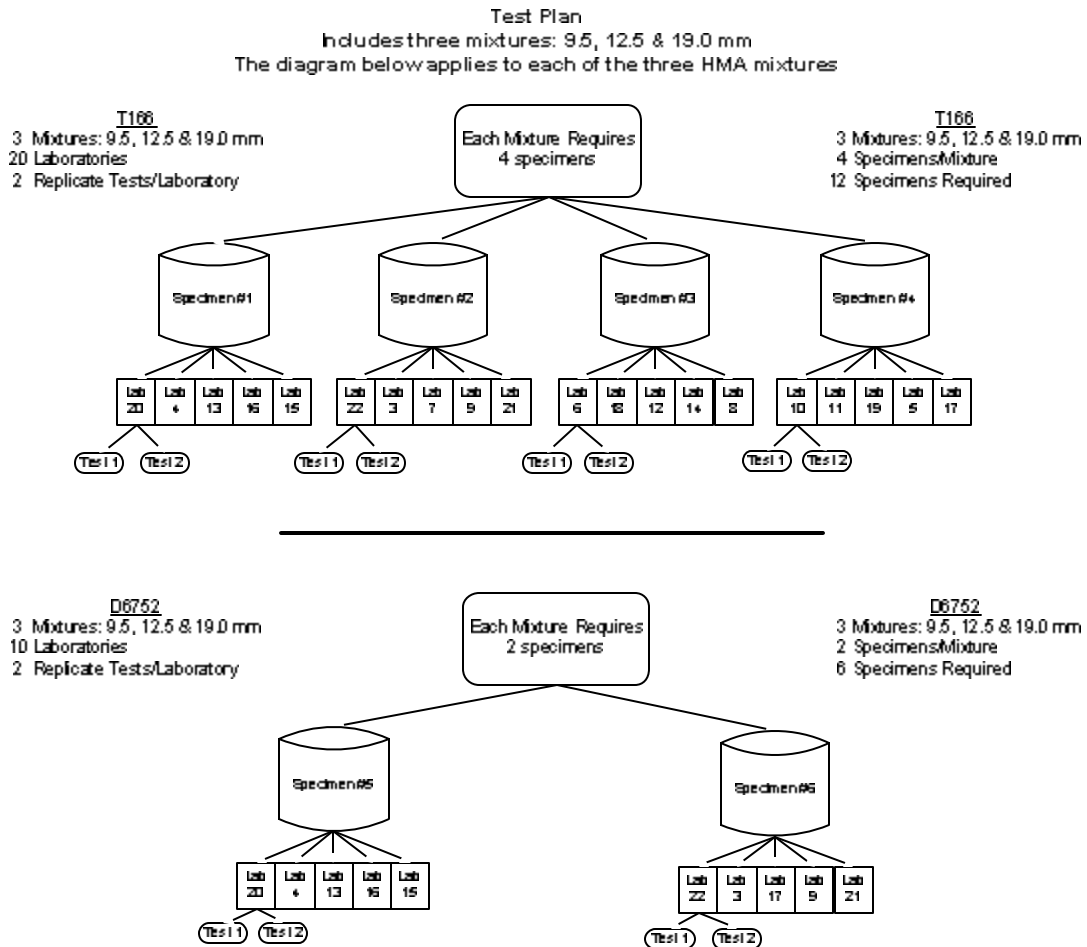 Test Plan
Includes three mixtures: 9.5, 12.5 & 19.0 mm
The diagram below applies to each of the three HMA mixtures
T166
3 Mixtures: 9.5, 12.5 & 19.0 mm
20 Laboratories
2 Replicate Tests/Laboratory
Each Mixture Requires
4 specimens
T166
3 Mixtures: 9.5, 12.5 & 19.0 mm
4 Specimens/Mixture
12 Specimens Required
Specimen #1
Specimen #2
Specimen #3
Specimen #4
Lab Lab Lab Lab Lab
20 4 13 16 15
Lab Lab Lab Lab Lab
22 3 7 9 21
Lab Lab Lab Lab Lab
6 18 12 14 8
Lab Lab Lab Lab Lab
10 11 19 5 17
Test 1 Test 2
Test 1 Test 2
Test 1 Test 2
Test 1 Test 2
D6752
3 Mixtures: 9.5, 12.5 & 19.0 mm
10 Laboratories
2 Replicate Tests/Laboratory
Each Mixture Requires
2 specimens
D6752
3 Mixtures: 9.5, 12.5 & 19.0 mm
2 Specimens/Mixture
6 Specimens Required
Specimen #5
Specimen #6
Lab Lab Lab Lab Lab
20 4 13 16 15
Lab Lab Lab Lab Lab
22 3 17 9 21
Test 1 Test 2
Test 1 Test 2